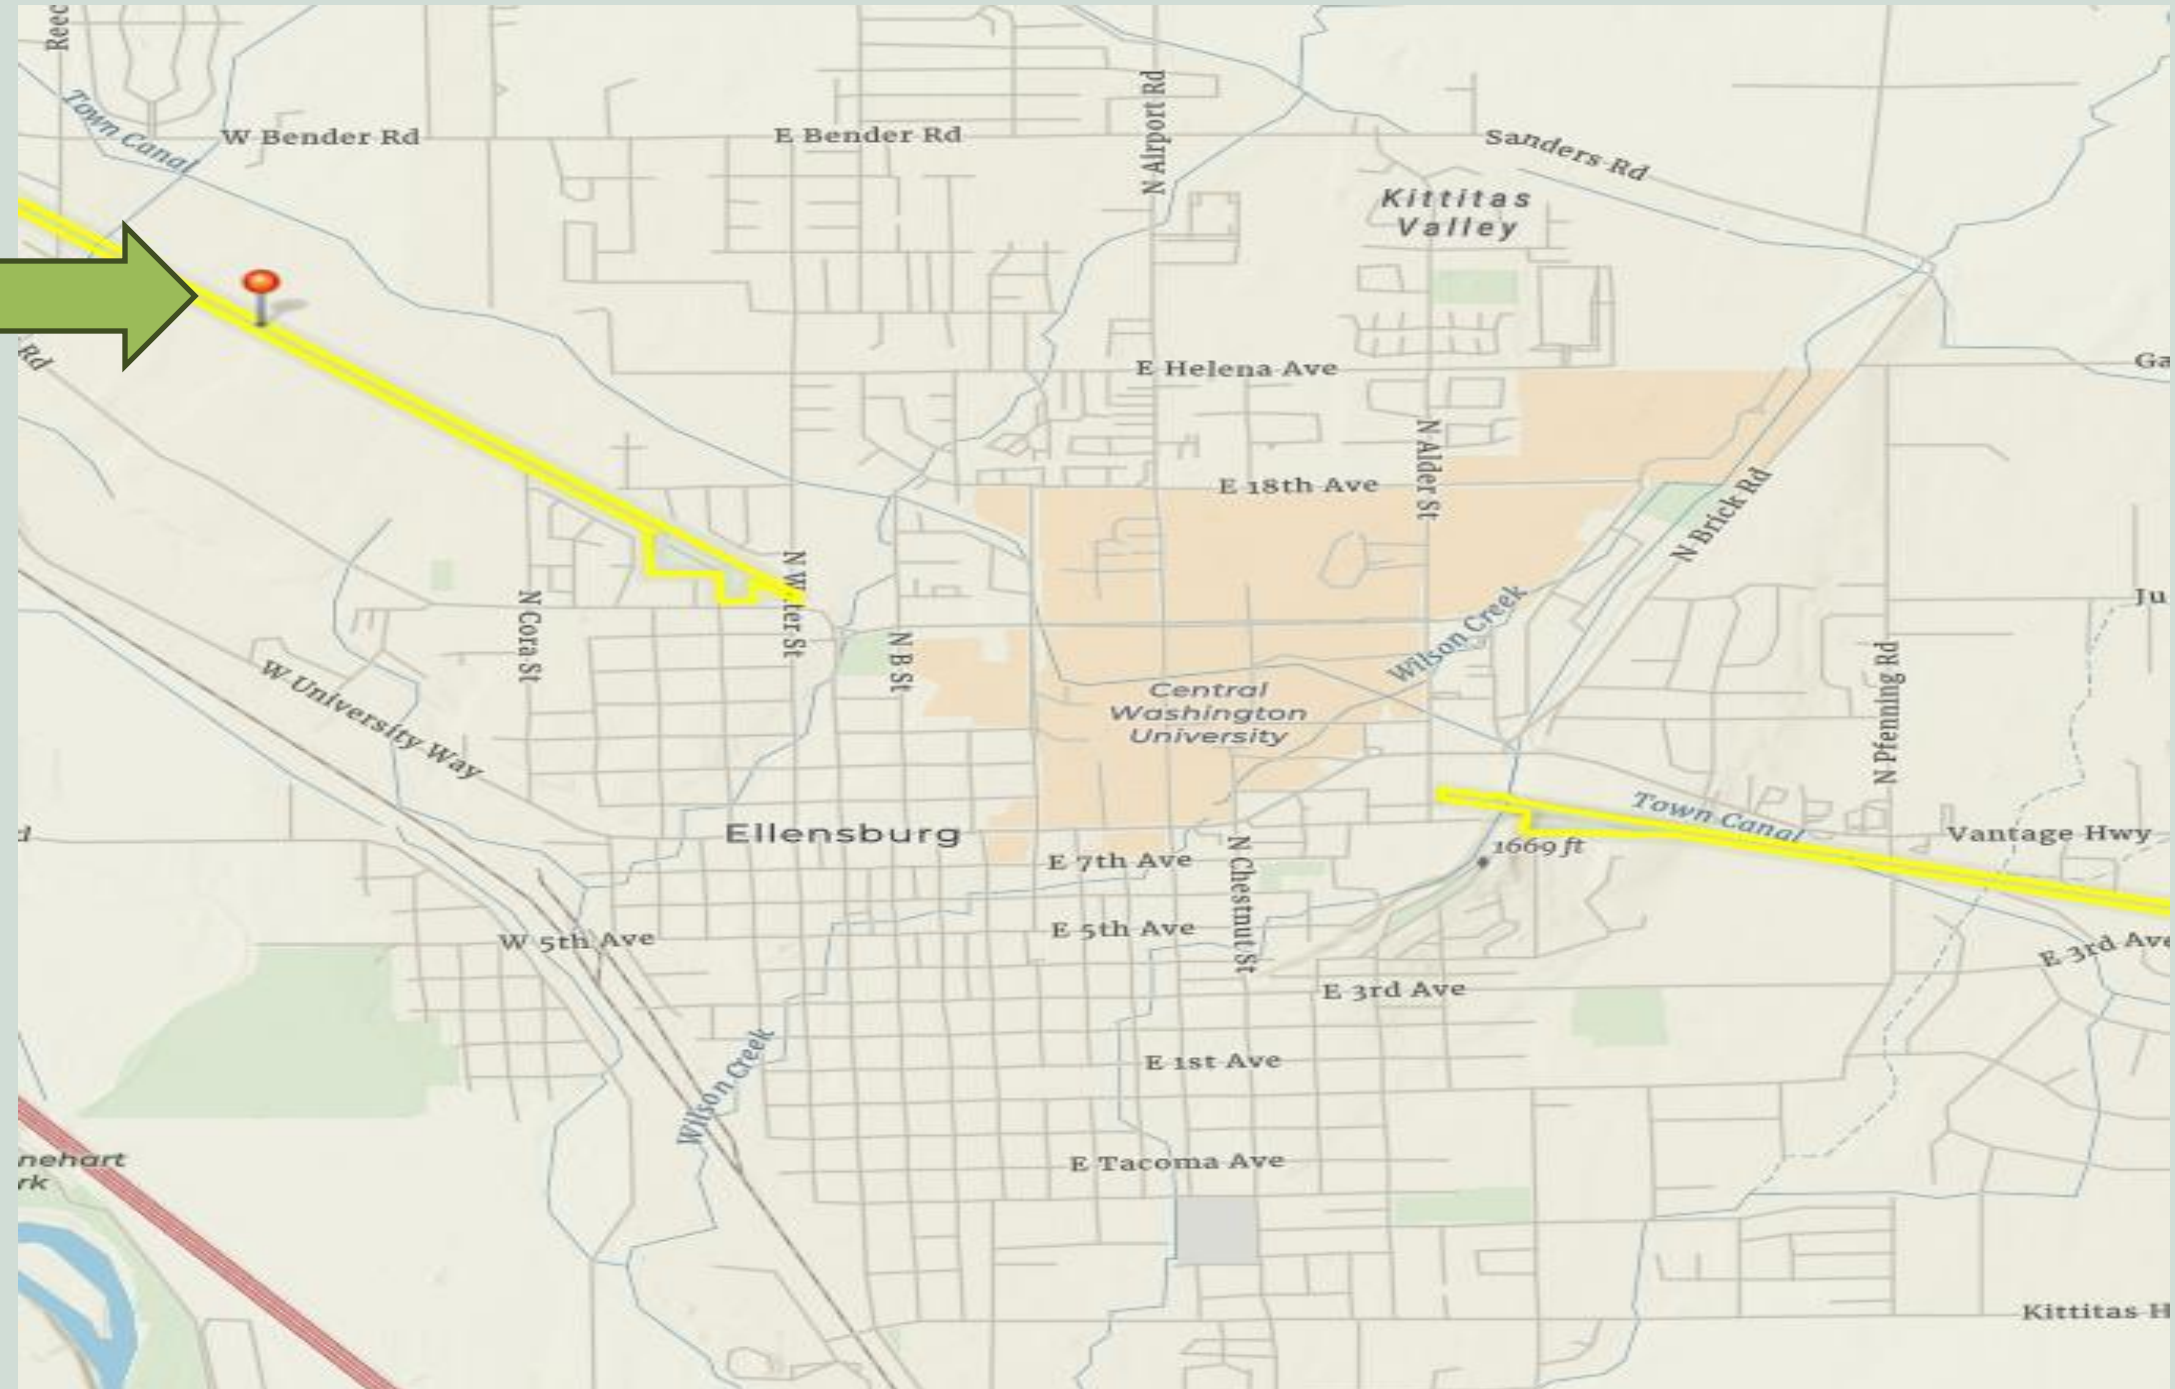 Reec
Town Canal
W Bender Rd
E Bender Rd
N Airport Rd
Sanders Rd
Kittitas
Valley
Rd
E Helena Ave
Ga
N Alder St
E 18th Ave
N Brick Rd
N W
ter St
N Cora St
Ju
Wilson Creek
N B St
W University Way
Central
Washington
University
N Pfenning Rd
Town Canal
Ellensburg
Vantage Hwy
1669 ft
E 7th Ave
N Chestnut St
W 5th Ave
E 5th Ave
E 3rd Ave
E 3rd Ave
Wilson Creek
E 1st Ave
nehart
rk
E Tacoma Ave
Kittitas H